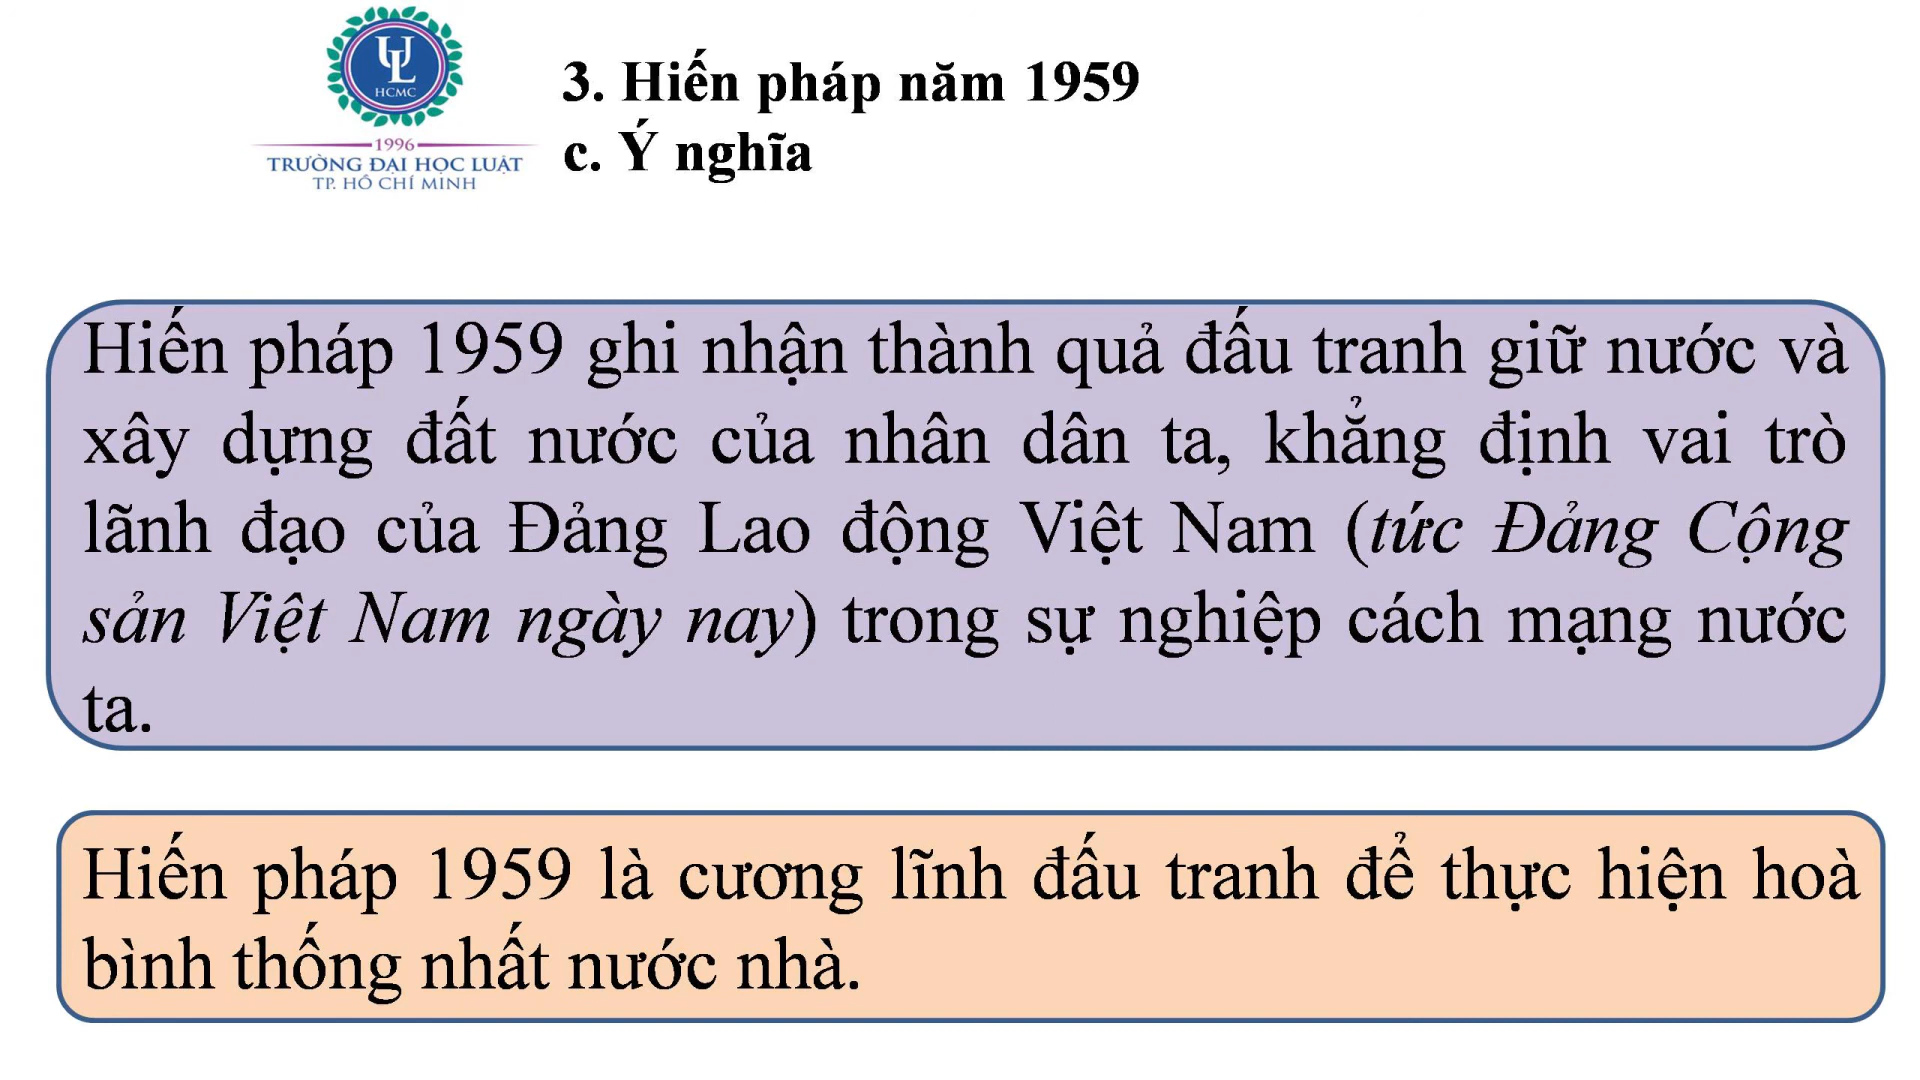 UL
HCMC
1996
TRƯỜNG ĐẠI HỌC LUẬT
TP. HỒ CHÍ MINH
3. Hiến pháp năm 1959
c. Ý nghĩa
Hiến pháp 1959 ghi nhận thành quả đấu tranh giữ nước và
xây dựng đất nước của nhân dân ta, khẳng định vai trò
lãnh đạo của Đảng Lao động Việt Nam (tức Đảng Cộng
sản Việt Nam ngày nay) trong sự nghiệp cách mạng nước
ta.
Hiến pháp 1959 là cương lĩnh đấu tranh để thực hiện hoà
bình thống nhất nước nhà.